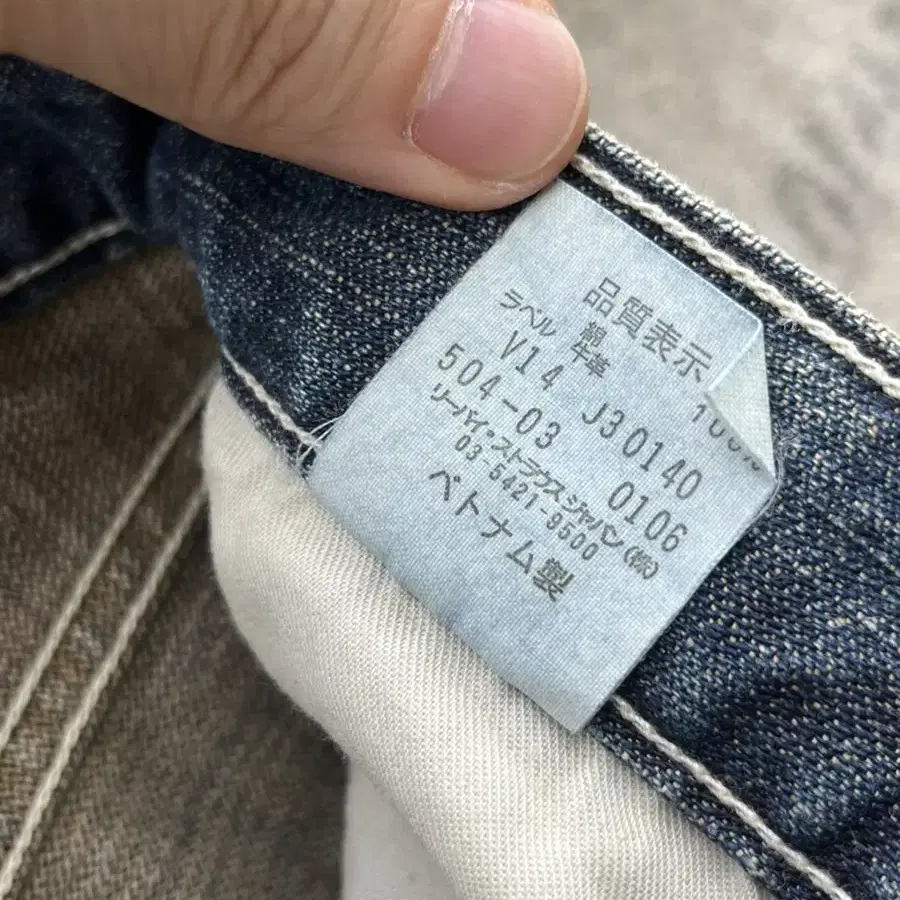 品質表示
綿 100%
ラベル 牛革
V14 J30140
504-03 0106
リーバイ・ストラウス ジャパン(株)
03-5421-9500
ベトナム製